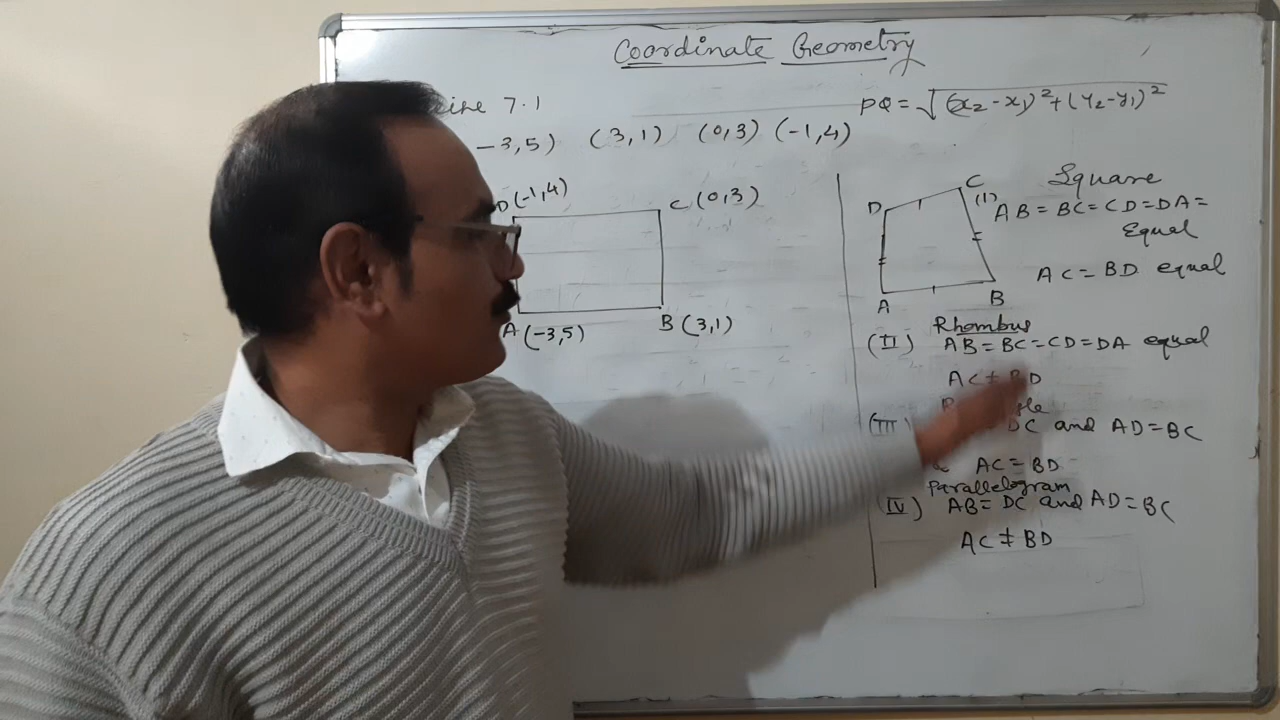 Coordinate Geometry
7.1
PQ = √(x₂-x₁)²+(y₂-y₁)²
-3,5) (3,1) (0,3) (-1,4)
D (-1,4)
C (0,3)
A (-3,5)
B (3,1)
D
C
A
B
Square
(I) AB = BC = CD = DA =
Equal
AC = BD equal
Rhombus
(II) AB = BC = CD = DA equal
AC ≠ BD
(III) DC and AD = BC
AC = BD
Parallelogram
(IV) AB = DC and AD = BC
AC ≠ BD